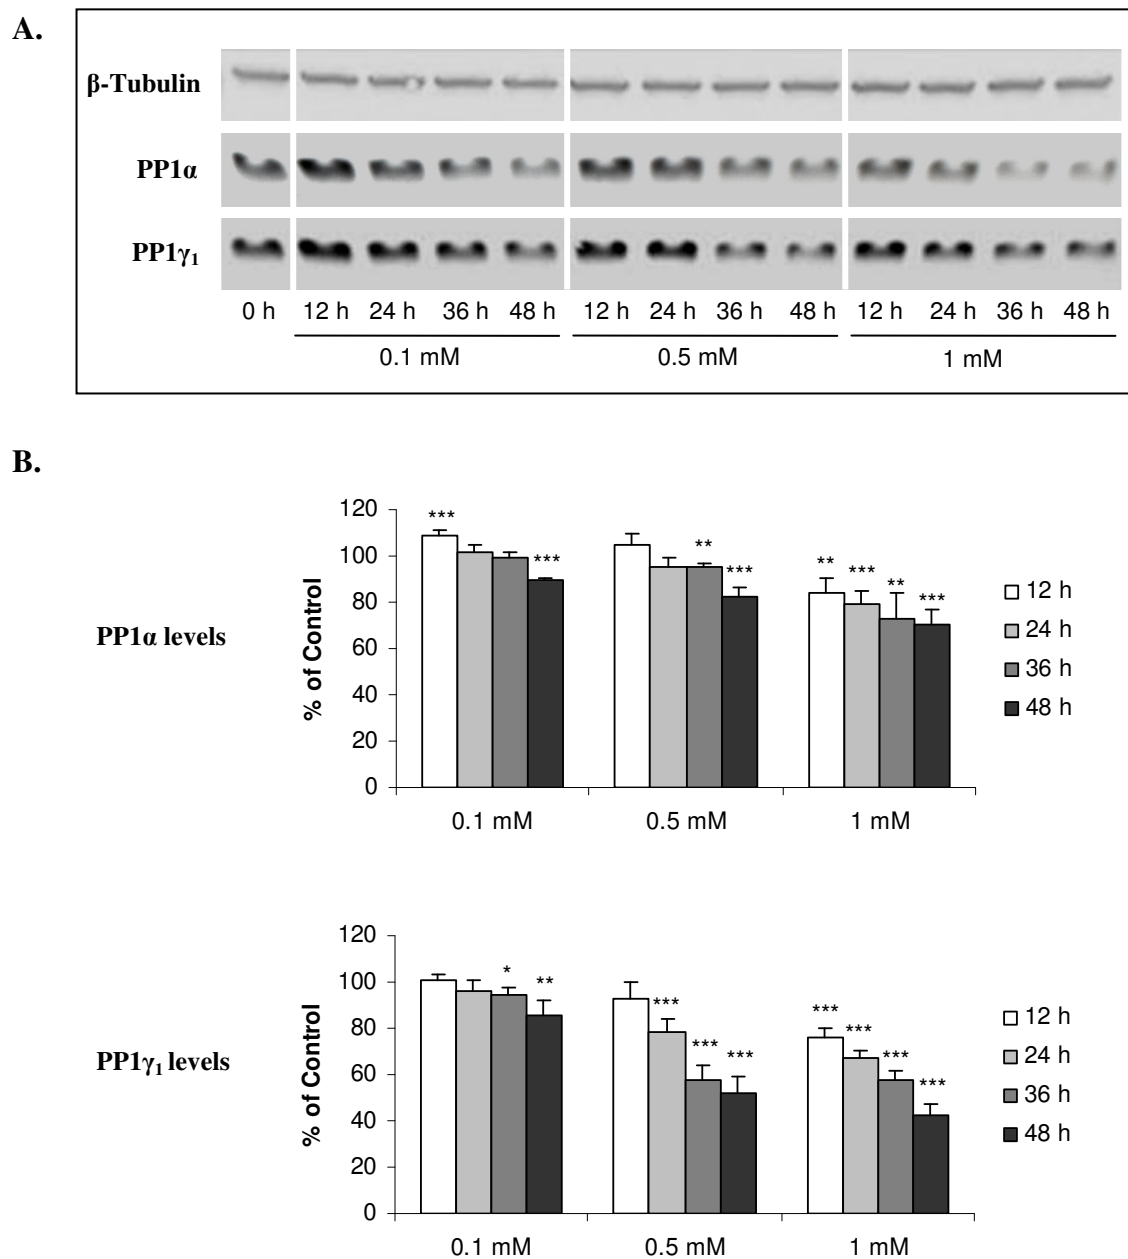 A.
β-Tubulin
PP1α
PP1γ₁
0 h 12 h 24 h 36 h 48 h 12 h 24 h 36 h 48 h 12 h 24 h 36 h 48 h
0.1 mM 0.5 mM 1 mM
B.
PP1α levels
% of Control
120
100
80
60
40
20
0
*** *** ** *** ** *** ** ***
0.1 mM 0.5 mM 1 mM
12 h
24 h
36 h
48 h
PP1γ₁ levels
% of Control
120
100
80
60
40
20
0
* ** *** *** *** *** *** *** ***
0.1 mM 0.5 mM 1 mM
12 h
24 h
36 h
48 h